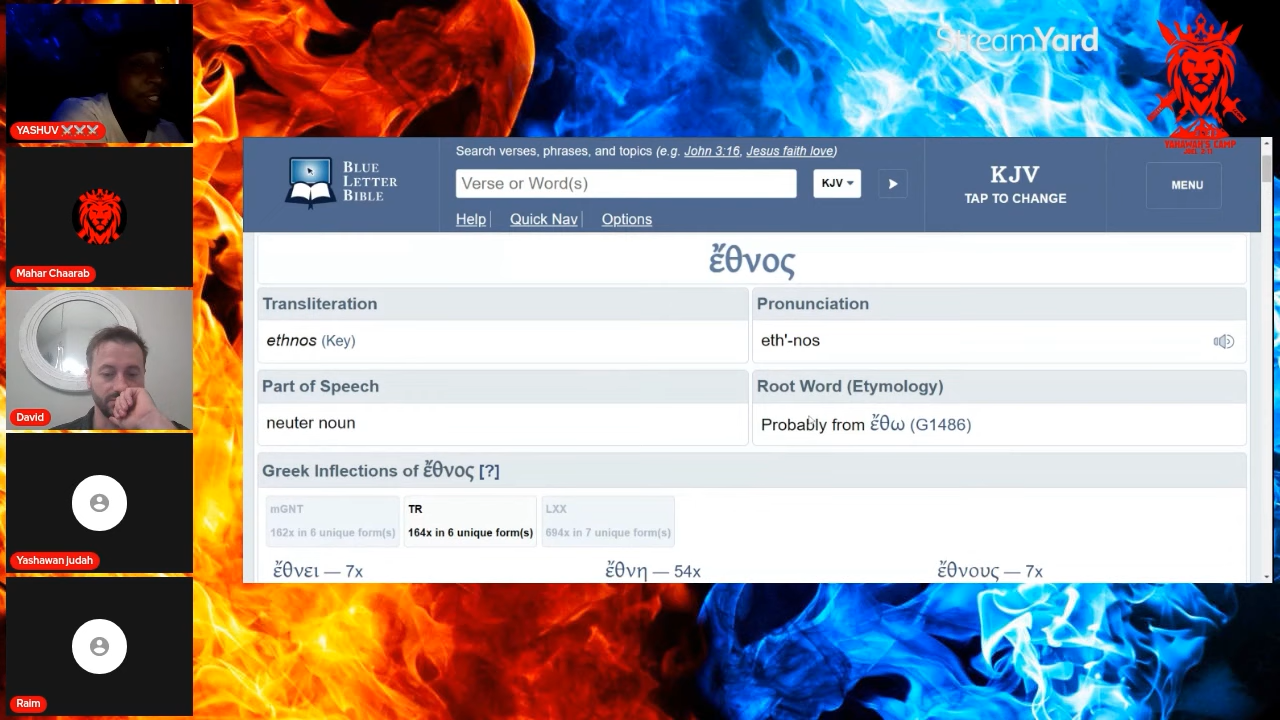 StreamYard
YASHUV ⚔⚔⚔
Mahar Chaarab
David
Yashawan judah
Raim
YAHAWAH'S CAMP
BLUE
LETTER
BIBLE
Search verses, phrases, and topics (e.g. John 3:16, Jesus faith love)
Verse or Word(s)
KJV
Help Quick Nav Options
KJV
TAP TO CHANGE
MENU
ἔθνος
Transliteration
ethnos (Key)
Pronunciation
eth'-nos
Part of Speech
neuter noun
Root Word (Etymology)
Probably from ἔθω (G1486)
Greek Inflections of ἔθνος [?]
mGNT
162x in 6 unique form(s)
TR
164x in 6 unique form(s)
LXX
694x in 7 unique form(s)
ἔθνει — 7x
ἔθνη — 54x
ἔθνους — 7x